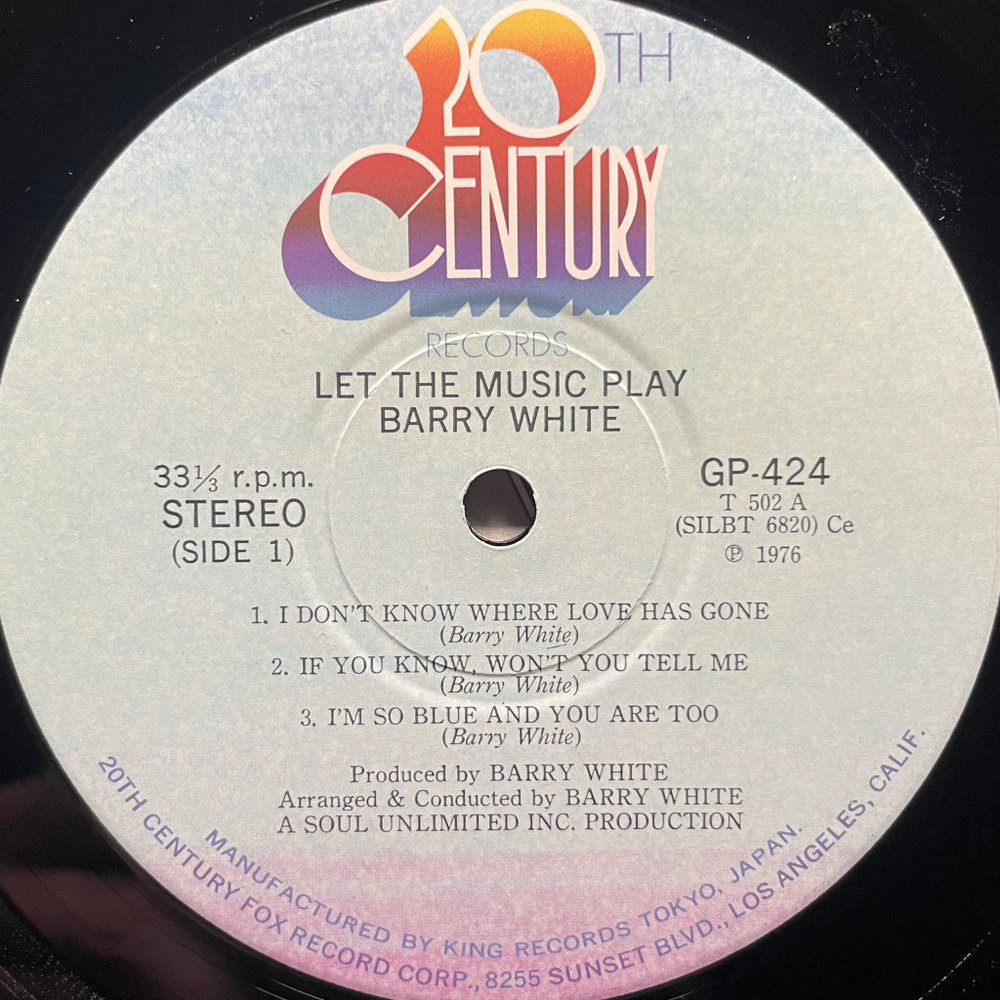 20TH
CENTURY
RECORDS
LET THE MUSIC PLAY
BARRY WHITE
33⅓ r.p.m.
STEREO
(SIDE 1)
GP-424
T 502 A
(SILBT 6820) Ce
℗ 1976
1. I DON'T KNOW WHERE LOVE HAS GONE
(Barry White)
2. IF YOU KNOW, WON'T YOU TELL ME
(Barry White)
3. I'M SO BLUE AND YOU ARE TOO
(Barry White)
Produced by BARRY WHITE
Arranged & Conducted by BARRY WHITE
A SOUL UNLIMITED INC. PRODUCTION
MANUFACTURED BY KING RECORDS TOKYO, JAPAN.
20TH CENTURY FOX RECORD CORP., 8255 SUNSET BLVD., LOS ANGELES, CALIF.